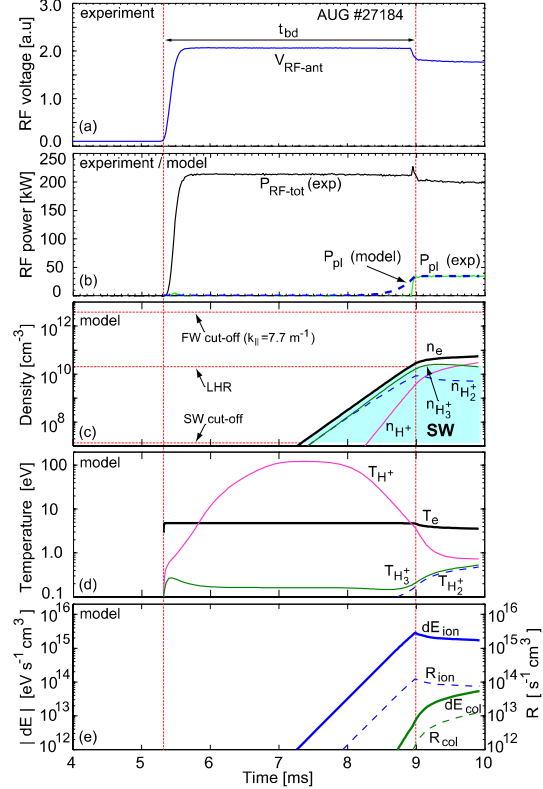 3.0
experiment
AUG #27184
t_bd
2.0
V_RF-ant
1.0
(a)
0.0
RF voltage [a.u]
experiment / model
250
200
P_RF-tot (exp)
150
100
P_pl (model)
P_pl (exp)
50
(b)
0
RF power [kW]
model
10^12
FW cut-off (k_||=7.7 m^-1)
n_e
10^10
LHR
n_H3^+
n_H2^+
SW cut-off
10^8
n_H^+
SW
(c)
Density [cm^-3]
model
100
T_H^+
10
T_e
1.0
T_H3^+
T_H2^+
(d)
0.1
Temperature [eV]
10^16
model
10^16
dE_ion
10^15
10^15
R_ion
10^14
10^14
dE_col
10^13
10^13
R_col
(e)
10^12
10^12
| dE | [eV s^-1 cm^3]
R [s^-1 cm^3]
4 5 6 7 8 9 10
Time [ms]